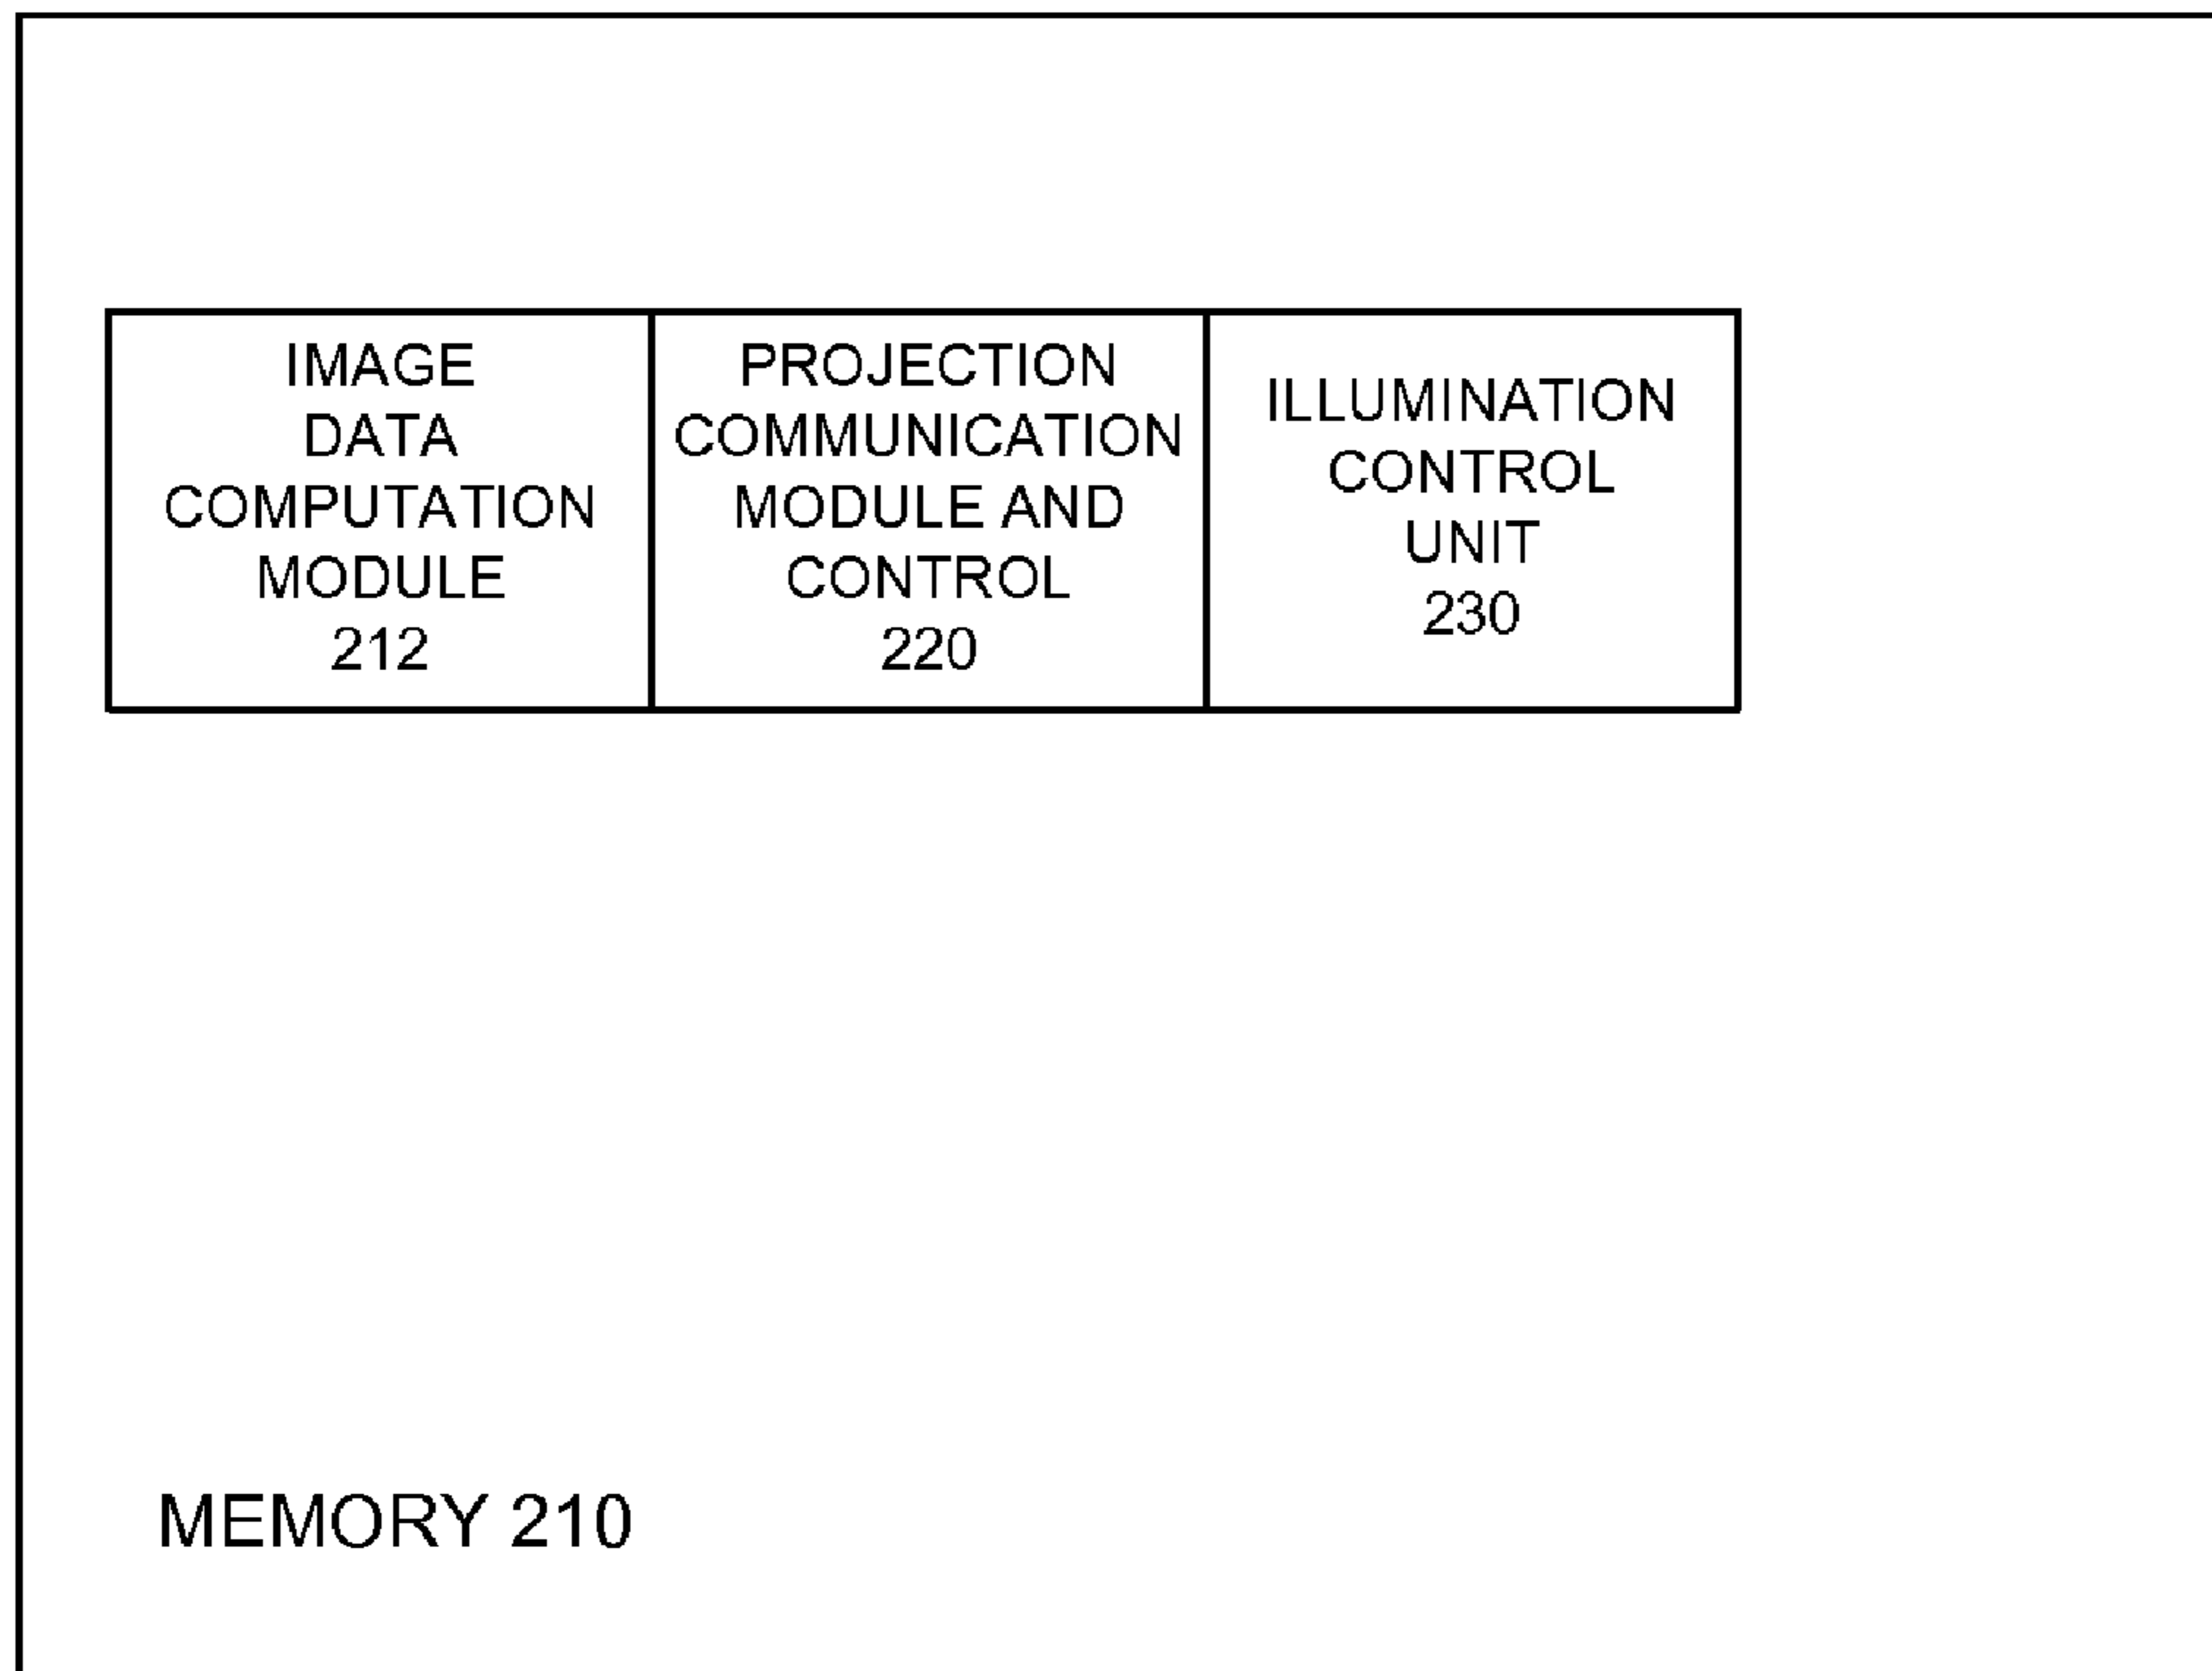 IMAGE
DATA
COMPUTATION
MODULE
212
PROJECTION
COMMUNICATION
MODULE AND
CONTROL
220
ILLUMINATION
CONTROL
UNIT
230
MEMORY 210